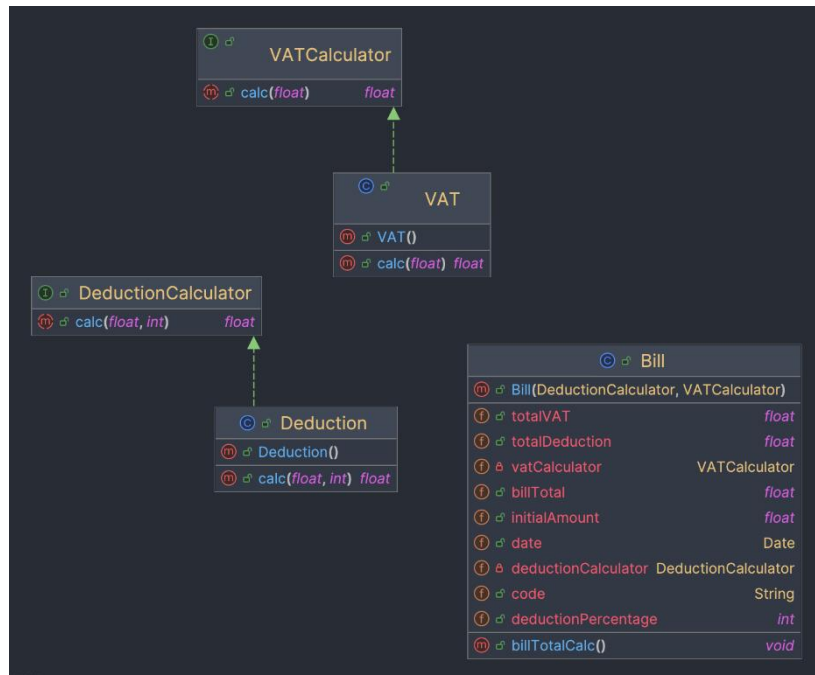 VATCalculator
calc(float) float
VAT
VAT()
calc(float) float
DeductionCalculator
calc(float, int) float
Deduction
Deduction()
calc(float, int) float
Bill
Bill(DeductionCalculator, VATCalculator)
totalVAT float
totalDeduction float
vatCalculator VATCalculator
billTotal float
initialAmount float
date Date
deductionCalculator DeductionCalculator
code String
deductionPercentage int
billTotalCalc() void